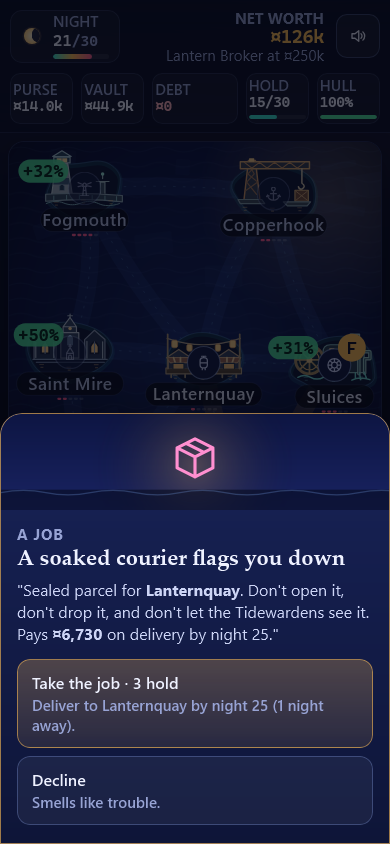 NIGHT
21/30
NET WORTH
¤126k
Lantern Broker at ¤250k
PURSE
¤14.0k
VAULT
¤44.9k
DEBT
¤0
HOLD
15/30
HULL
100%
+32%
Fogmouth
Copperhook
+50%
Saint Mire
Lanternquay
+31%
F
Sluices
A JOB
A soaked courier flags you down
"Sealed parcel for Lanternquay. Don't open it,
don't drop it, and don't let the Tidewardens see it.
Pays ¤6,730 on delivery by night 25."
Take the job · 3 hold
Deliver to Lanternquay by night 25 (1 night
away).
Decline
Smells like trouble.